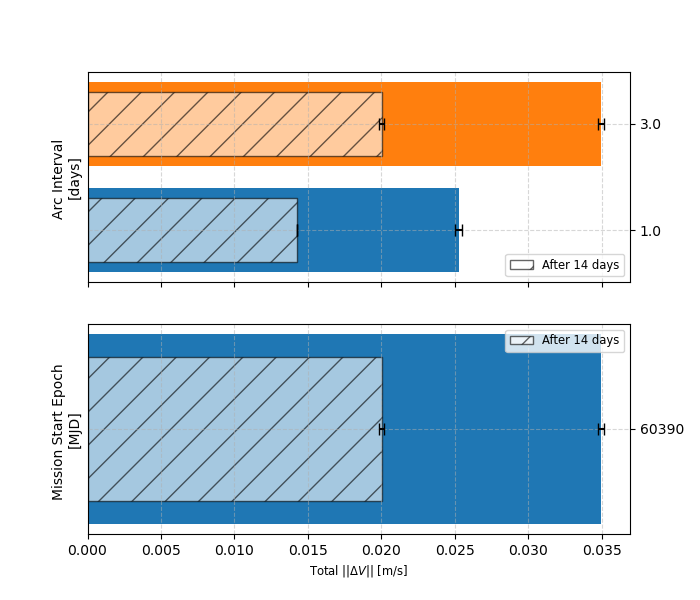 Arc Interval
[days]
3.0
1.0
After 14 days
Mission Start Epoch
[MJD]
After 14 days
60390
0.000 0.005 0.010 0.015 0.020 0.025 0.030 0.035
Total ||ΔV|| [m/s]